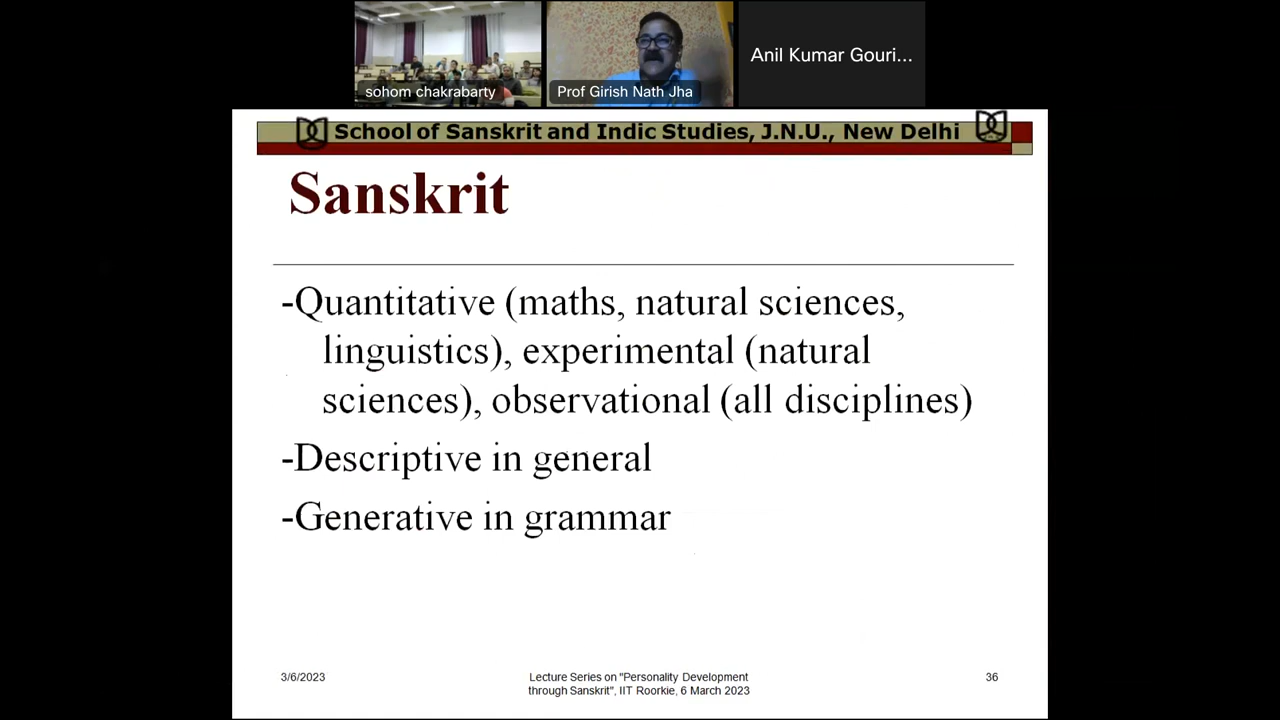 sohom chakrabarty
Prof Girish Nath Jha
Anil Kumar Gouri...
School of Sanskrit and Indic Studies, J.N.U., New Delhi
Sanskrit
-Quantitative (maths, natural sciences,
linguistics), experimental (natural
sciences), observational (all disciplines)
-Descriptive in general
-Generative in grammar
3/6/2023
Lecture Series on "Personality Development
through Sanskrit", IIT Roorkie, 6 March 2023
36